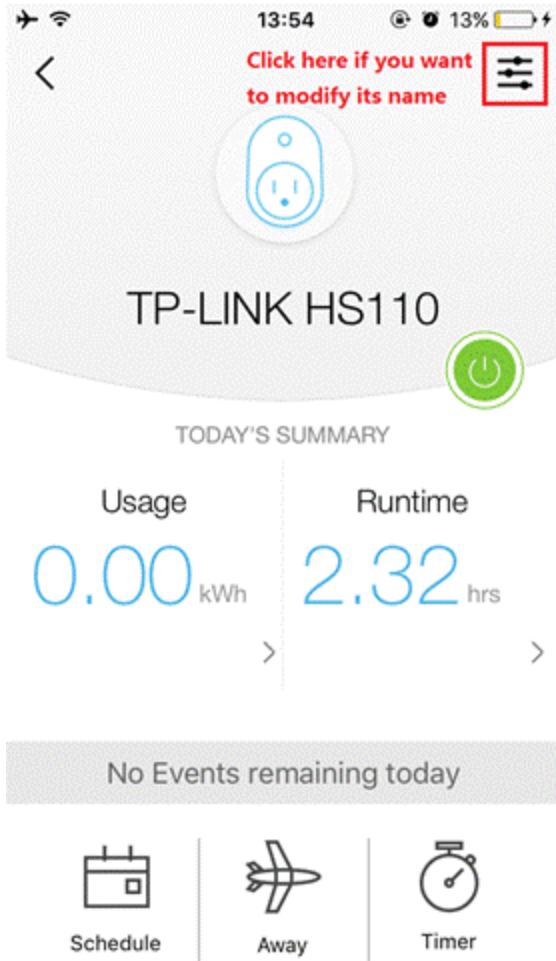 13:54
13%
Click here if you want
to modify its name
TP-LINK HS110
TODAY'S SUMMARY
Usage
Runtime
0.00 kWh
2.32 hrs
No Events remaining today
Schedule
Away
Timer